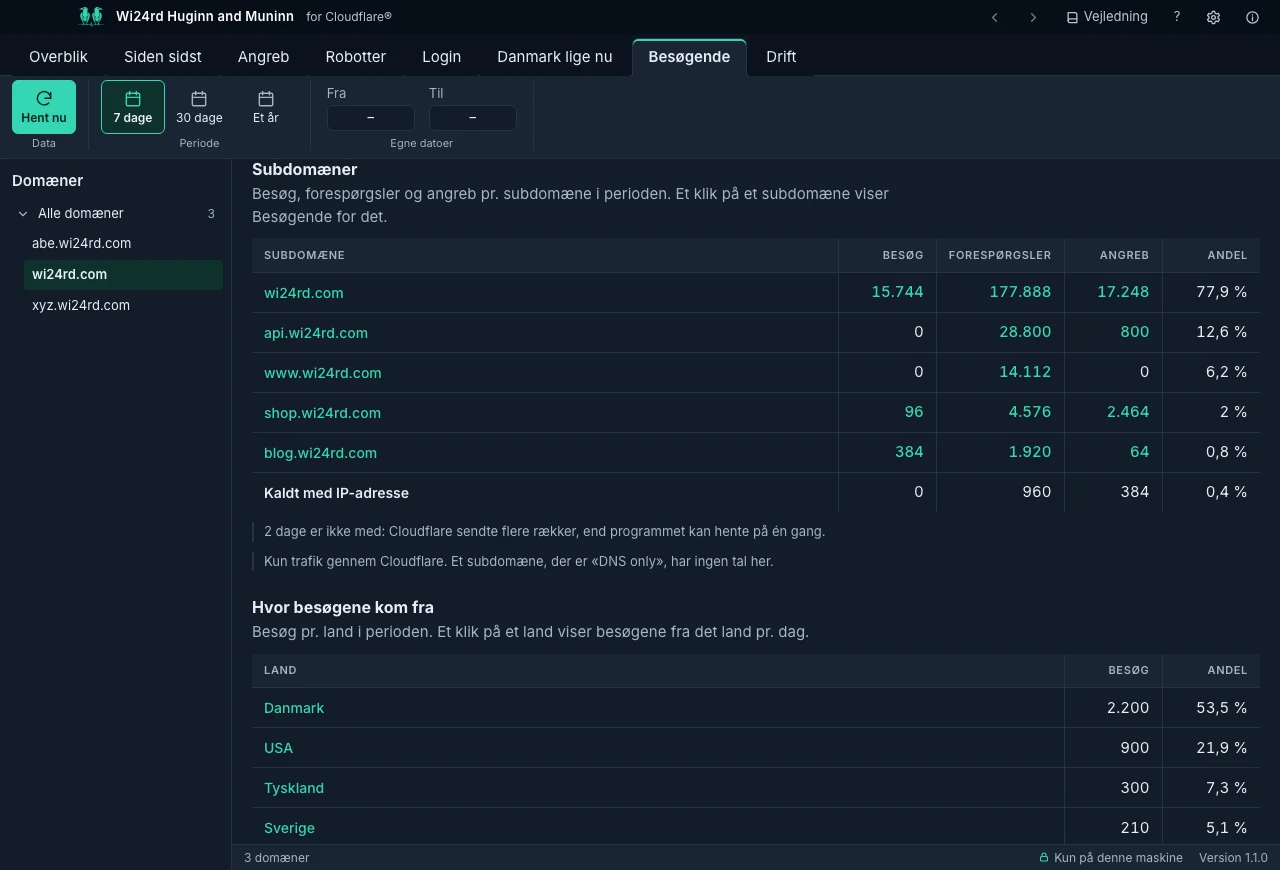 Wi24rd Huginn and Muninn for Cloudflare®
Vejledning ?
Overblik Siden sidst Angreb Robotter Login Danmark lige nu Besøgende Drift
Hent nu
Data
7 dage 30 dage Et år
Periode
Fra Til
– –
Egne datoer
Domæner
Alle domæner 3
abe.wi24rd.com
wi24rd.com
xyz.wi24rd.com
Subdomæner
Besøg, forespørgsler og angreb pr. subdomæne i perioden. Et klik på et subdomæne viser
Besøgende for det.
SUBDOMÆNE BESØG FORESPØRGSLER ANGREB ANDEL
wi24rd.com 15.744 177.888 17.248 77,9 %
api.wi24rd.com 0 28.800 800 12,6 %
www.wi24rd.com 0 14.112 0 6,2 %
shop.wi24rd.com 96 4.576 2.464 2 %
blog.wi24rd.com 384 1.920 64 0,8 %
Kaldt med IP-adresse 0 960 384 0,4 %
2 dage er ikke med: Cloudflare sendte flere rækker, end programmet kan hente på én gang.
Kun trafik gennem Cloudflare. Et subdomæne, der er «DNS only», har ingen tal her.
Hvor besøgene kom fra
Besøg pr. land i perioden. Et klik på et land viser besøgene fra det land pr. dag.
LAND BESØG ANDEL
Danmark 2.200 53,5 %
USA 900 21,9 %
Tyskland 300 7,3 %
Sverige 210 5,1 %
3 domæner Kun på denne maskine Version 1.1.0